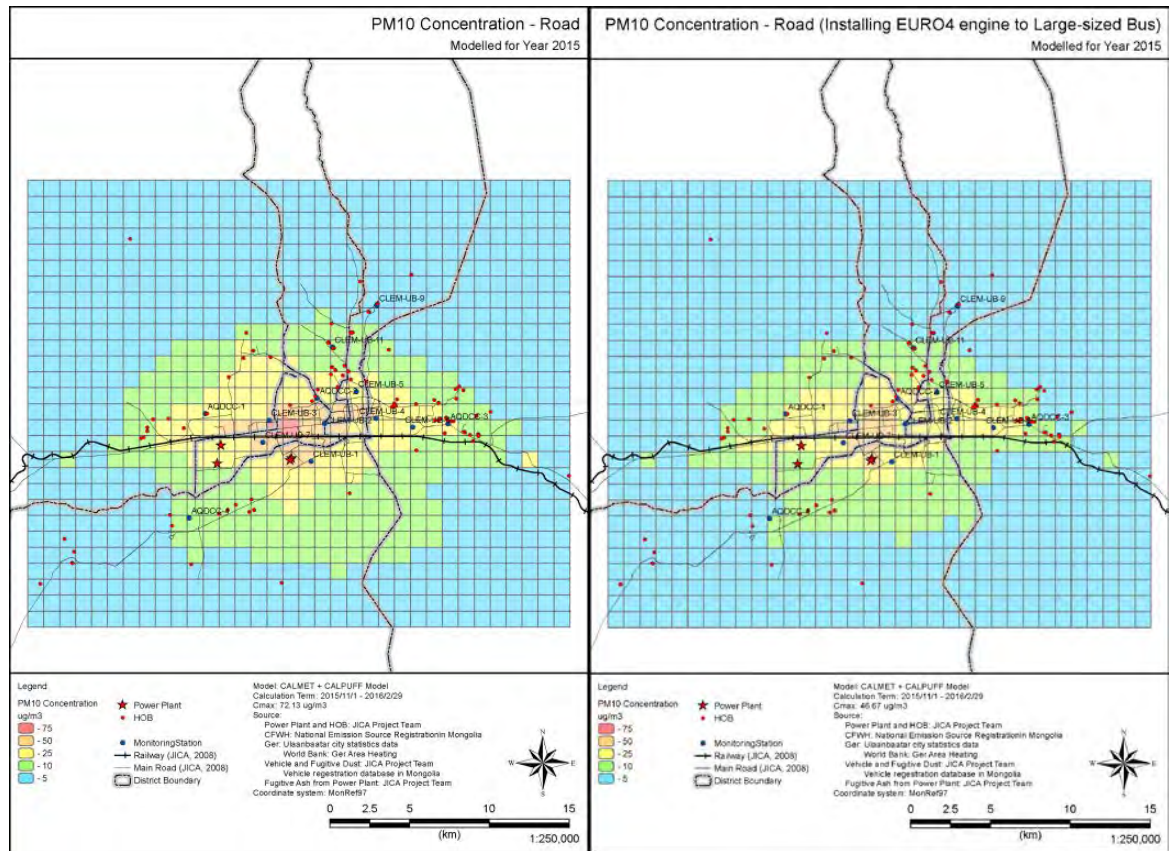 PM10 Concentration - Road
Modelled for Year 2015
CLEM-UB-9
CLEM-UB-11
CLEM-UB-5
AQDCC-2
AQDCC-1
CLEM-UB-3
CLEM-UB-4
AQDCC-3
CLEM-UB-1
Legend
PM10 Concentration
ug/m3
- 75
- 50
- 25
- 10
- 5
Power Plant
HOB
MonitoringStation
Railway (JICA, 2008)
Main Road (JICA, 2008)
District Boundary
Model: CALMET + CALPUFF Model
Calculation Term: 2015/11/1 - 2016/2/29
Cmax: 72.13 ug/m3
Source:
Power Plant and HOB: JICA Project Team
CFWH: National Emission Source Registrationin Mongolia
Ger: Ulaanbaatar city statistics data
World Bank: Ger Area Heating
Vehicle and Fugitive Dust: JICA Project Team
Vehicle regestration database in Mongolia
Fugitive Ash from Power Plant: JICA Project Team
Coordinate system: MonRef97
N
W E
S
0 2.5 5 10 15
(km)
1:250,000
PM10 Concentration - Road (Installing EURO4 engine to Large-sized Bus)
Modelled for Year 2015
CLEM-UB-9
CLEM-UB-11
CLEM-UB-5
AQDCC-1
CLEM-UB-3
CLEM-UB-4
AQDCC-3
CLEM-UB-1
Legend
PM10 Concentration
ug/m3
- 75
- 50
- 25
- 10
- 5
Power Plant
HOB
MonitoringStation
Railway (JICA, 2008)
Main Road (JICA, 2008)
District Boundary
Model: CALMET + CALPUFF Model
Calculation Term: 2015/11/1 - 2016/2/29
Cmax: 46.67 ug/m3
Source:
Power Plant and HOB: JICA Project Team
CFWH: National Emission Source Registrationin Mongolia
Ger: Ulaanbaatar city statistics data
World Bank: Ger Area Heating
Vehicle and Fugitive Dust: JICA Project Team
Vehicle regestration database in Mongolia
Fugitive Ash from Power Plant: JICA Project Team
Coordinate system: MonRef97
N
W E
S
0 2.5 5 10 15
(km)
1:250,000